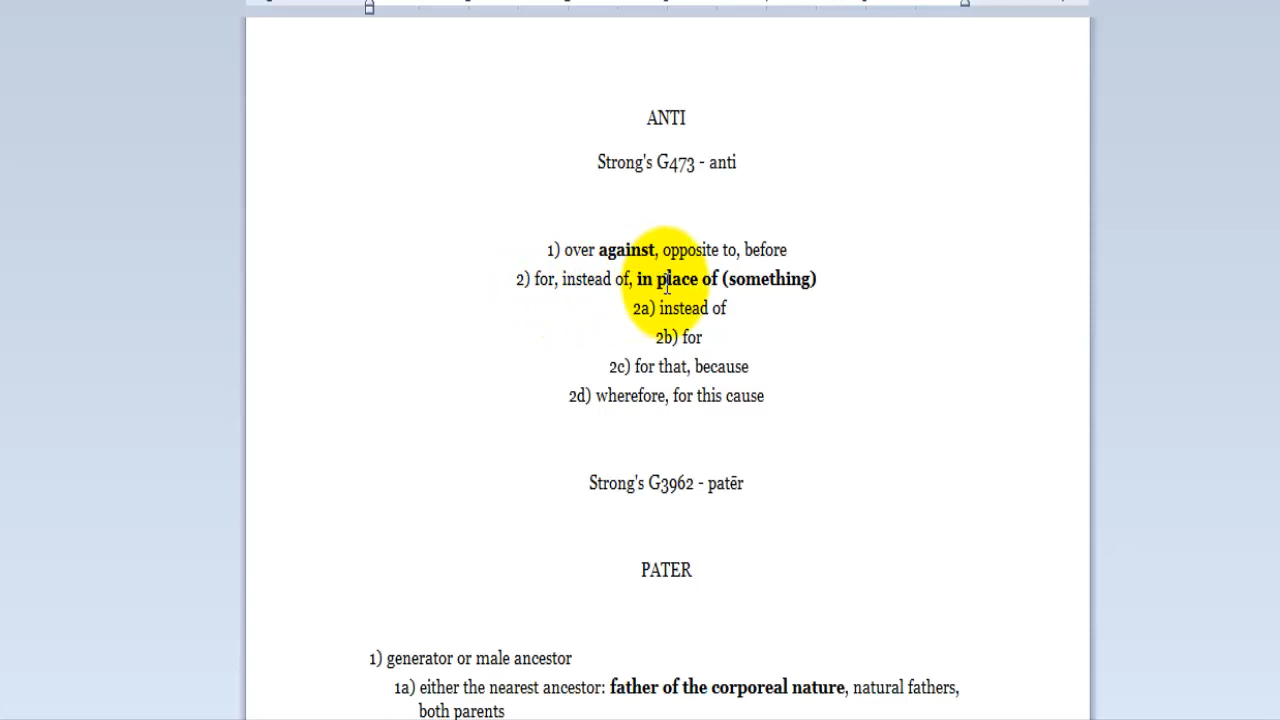 ANTI
Strong's G473 - anti
1) over against, opposite to, before
2) for, instead of, in place of (something)
2a) instead of
2b) for
2c) for that, because
2d) wherefore, for this cause
Strong's G3962 - patēr
PATER
1) generator or male ancestor
1a) either the nearest ancestor: father of the corporeal nature, natural fathers,
both parents